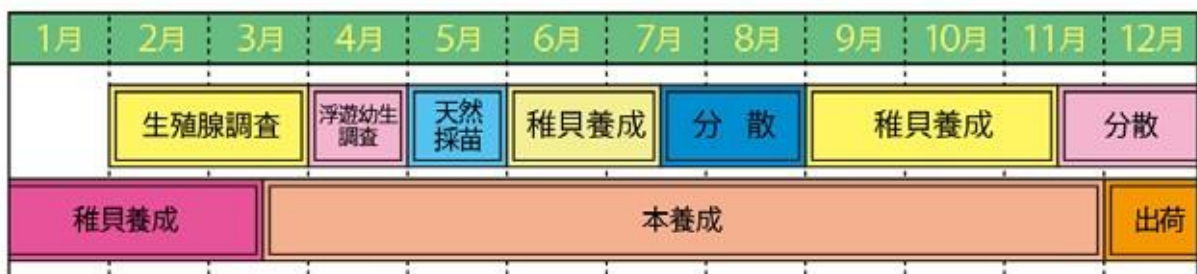 1月 2月 3月 4月 5月 6月 7月 8月 9月 10月 11月 12月
生殖腺調査
浮遊幼生
調査
天然
採苗
稚貝養成
分 散
稚貝養成
分散
稚貝養成
本養成
出荷